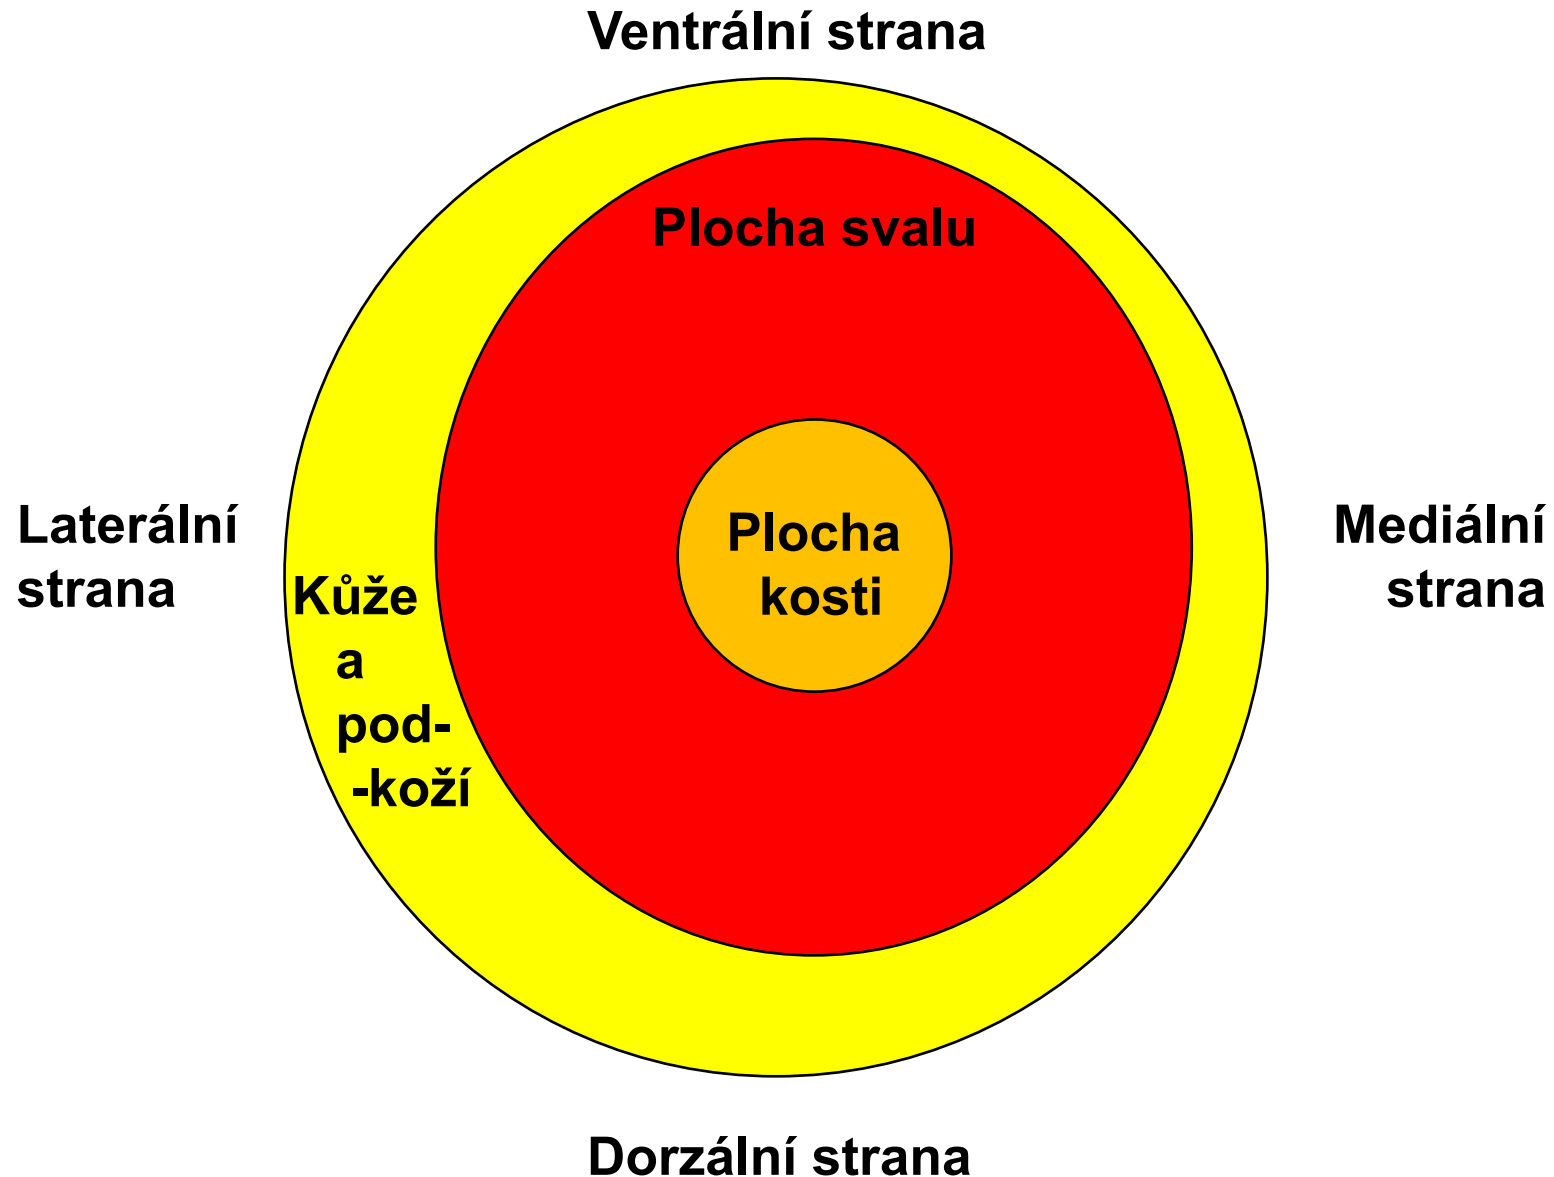 Ventrální strana
Plocha svalu
Laterální
strana
Plocha
kosti
Mediální
strana
Kůže
a
pod-
-koží
Dorzální strana